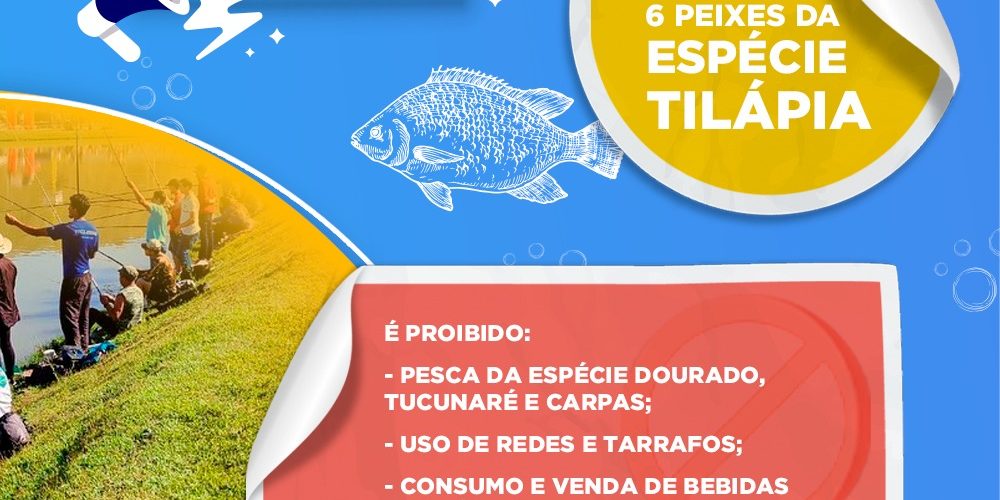 6 PEIXES DA
ESPÉCIE
TILÁPIA
É PROIBIDO:
- PESCA DA ESPÉCIE DOURADO,
TUCUNARÉ E CARPAS;
- USO DE REDES E TARRAFOS;
- CONSUMO E VENDA DE BEBIDAS